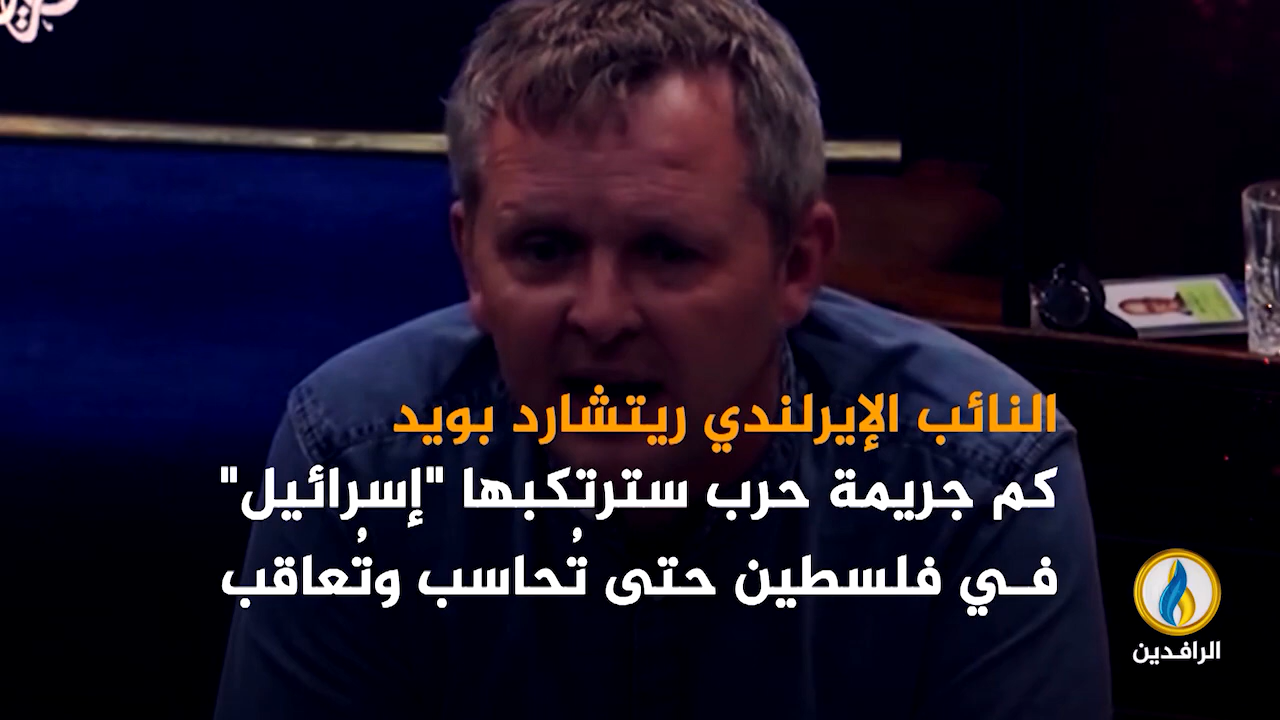 النائب الإيرلندي ريتشارد بويد
كم جريمة حرب سترتكبها "إسرائيل"
في فلسطين حتى تُحاسب وتُعاقب
الرافدين